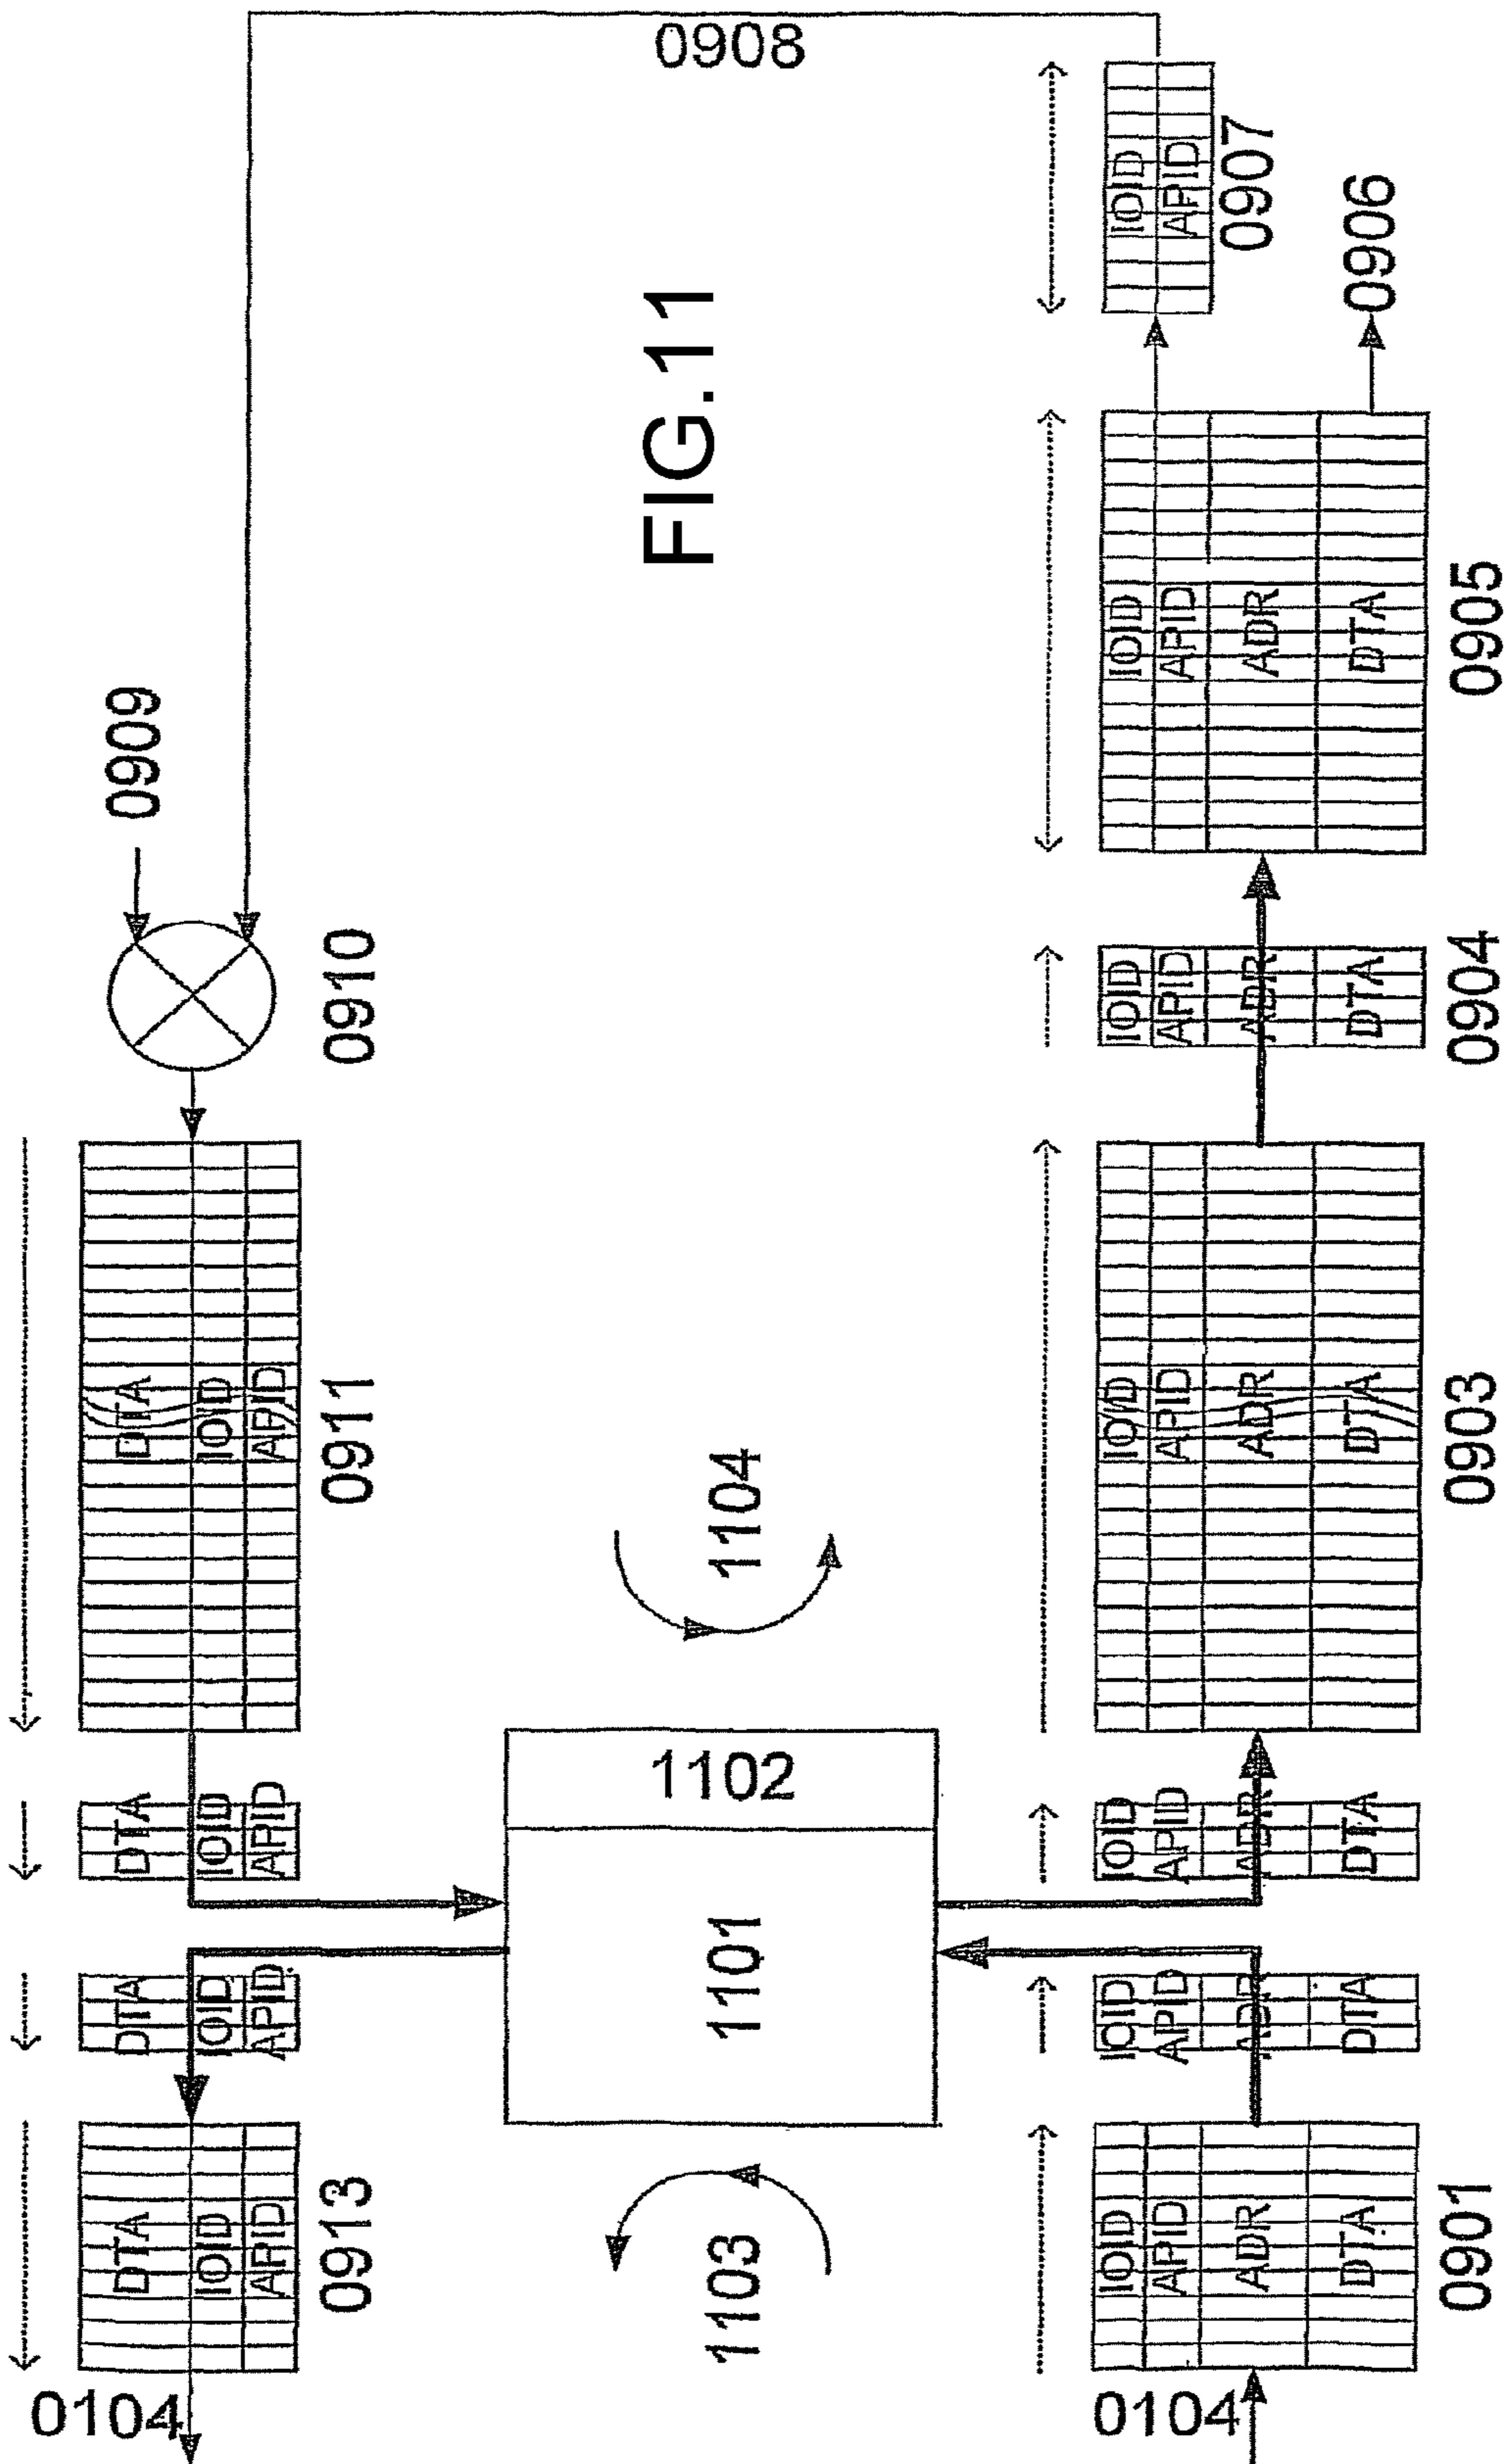 0908
IOID
APID
0907
0906
FIG.11
0909
0910
IOID
APID
ADR
DTA
0905
IOID
APID
ADR
DTA
0904
DTA
IOID
APID
0911
1104
IOID
APID
ADR
DTA
0903
DTA
IOID
APID
1102
1101
IOID
APID
ADR
DTA
DTA
IOID
APID
IOID
APID
ADR
DTA
DTA
IOID
APID
0913
1103
IOID
APID
ADR
DTA
0901
0104
0104